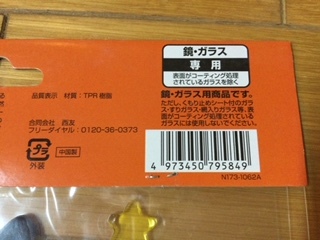 鏡・ガラス
専用
表面がコーティング処理
されているガラスを除く
品質表示 材質：TPR 樹脂
鏡・ガラス用商品です。
ただし、くもり止めシート付のガラ
ス・すりガラス・網入りガラス等、表
面がコーティング処理されている
ガラスには使用しないでください。
合同会社 西友
フリーダイヤル：0120-36-0373
プラ
外袋
中国製
4 973450 795849
N173-1062A